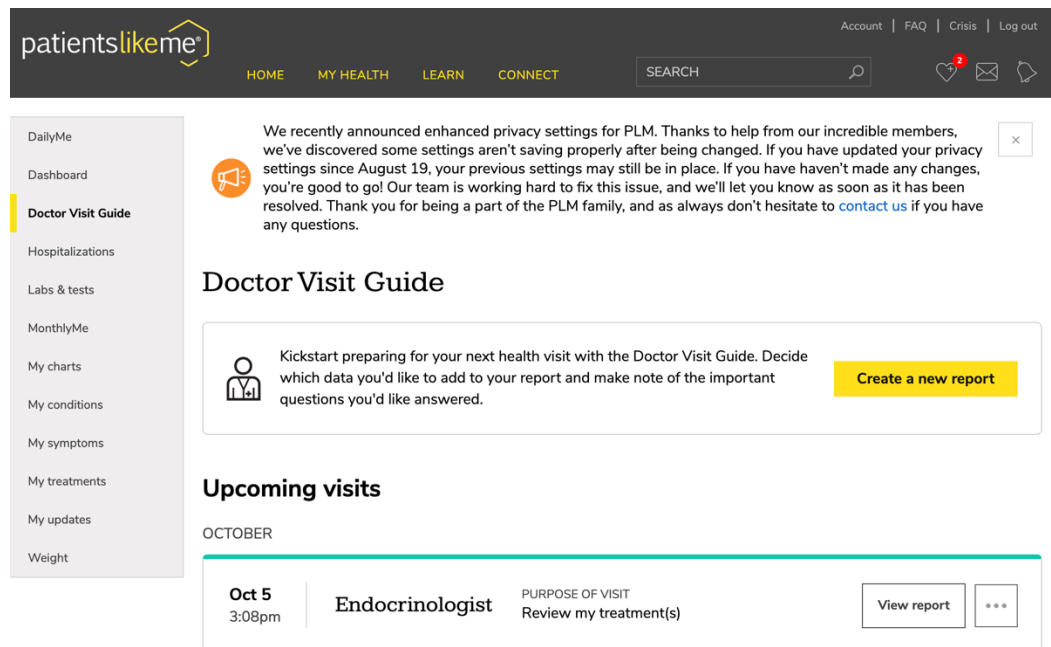 patientslikeme®
Account | FAQ | Crisis | Log out
HOME MY HEALTH LEARN CONNECT SEARCH 2
DailyMe
Dashboard
Doctor Visit Guide
Hospitalizations
Labs & tests
MonthlyMe
My charts
My conditions
My symptoms
My treatments
My updates
Weight
We recently announced enhanced privacy settings for PLM. Thanks to help from our incredible members,
we've discovered some settings aren't saving properly after being changed. If you have updated your privacy
settings since August 19, your previous settings may still be in place. If you have haven't made any changes,
you're good to go! Our team is working hard to fix this issue, and we'll let you know as soon as it has been
resolved. Thank you for being a part of the PLM family, and as always don't hesitate to contact us if you have
any questions.
Doctor Visit Guide
Kickstart preparing for your next health visit with the Doctor Visit Guide. Decide
which data you'd like to add to your report and make note of the important
questions you'd like answered.
Create a new report
Upcoming visits
OCTOBER
Oct 5
3:08pm
Endocrinologist
PURPOSE OF VISIT
Review my treatment(s)
View report